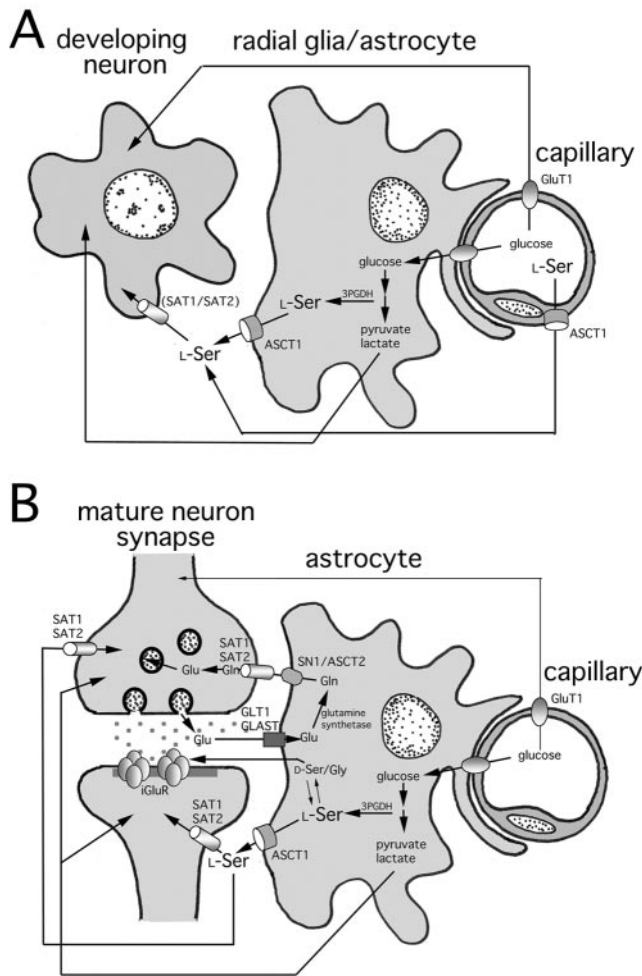 A
developing
neuron
radial glia/astrocyte
capillary
GluT1
glucose
L-Ser
glucose
3PGDH
L-Ser
(SAT1/SAT2)
pyruvate
lactate
ASCT1
ASCT1
L-Ser
B
mature neuron
synapse
astrocyte
capillary
SAT1
SAT2
SAT1
SAT2
SN1/ASCT2
Glu
Gln
Gln
GluT1
GLT1
GLAST
Glu
Glu
glutamine
synthetase
glucose
D-Ser/Gly
glucose
iGluR
3PGDH
L-Ser
SAT1
SAT2
pyruvate
lactate
L-Ser
ASCT1